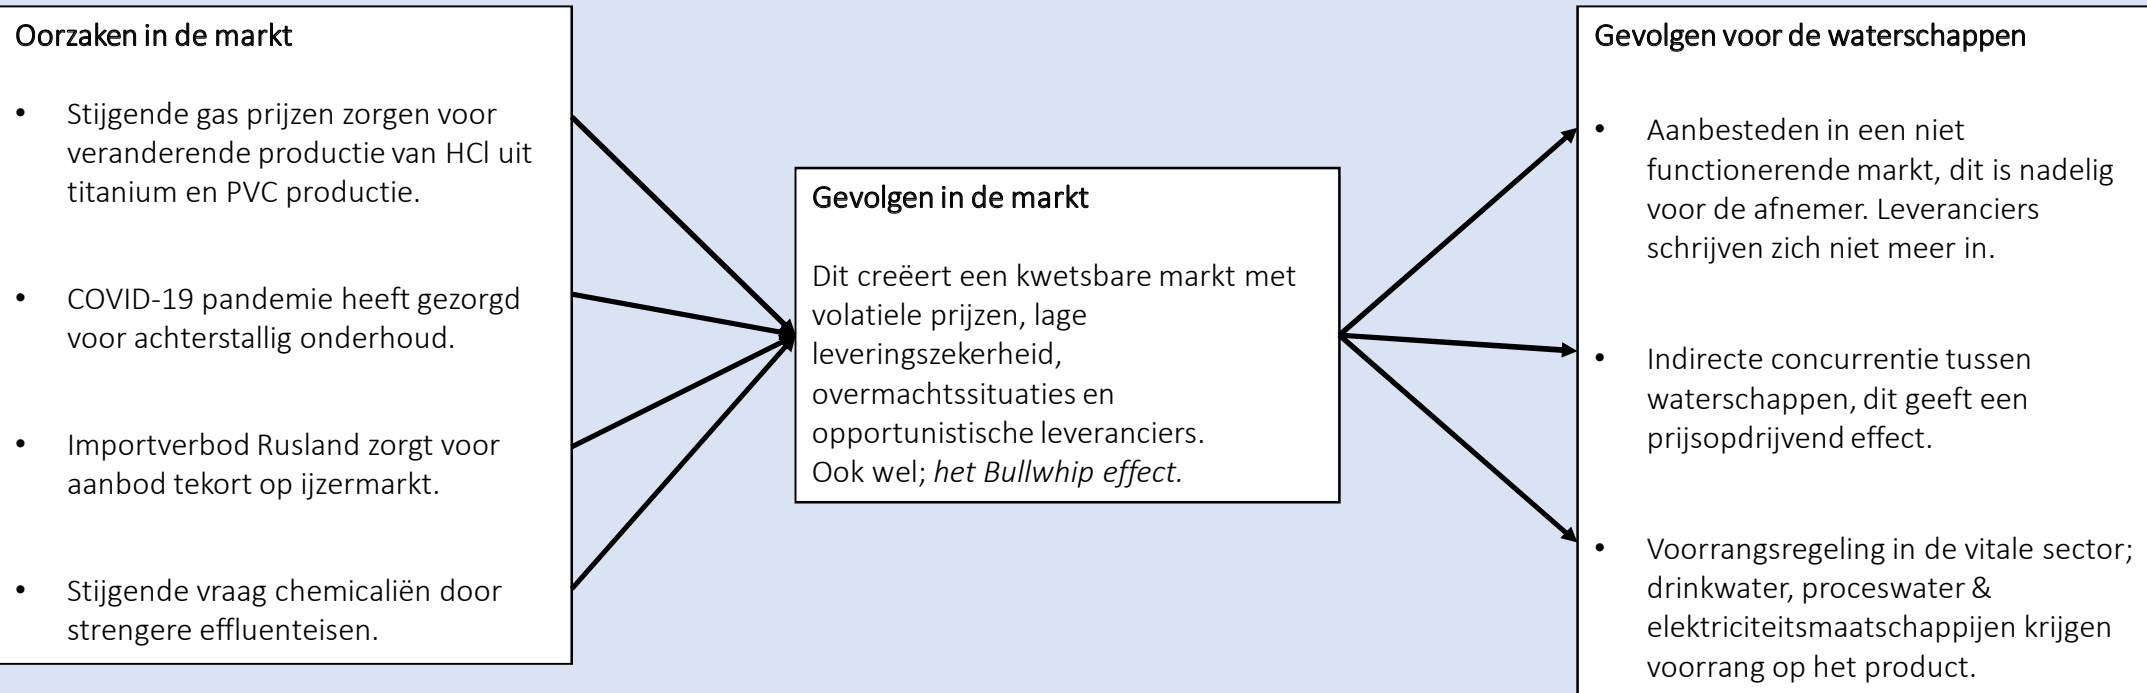 Oorzaken in de markt
• Stijgende gas prijzen zorgen voor
veranderende productie van HCl uit
titanium en PVC productie.
• COVID-19 pandemie heeft gezorgd
voor achterstallig onderhoud.
• Importverbod Rusland zorgt voor
aanbod tekort op ijzermarkt.
• Stijgende vraag chemicaliën door
strengere effluenteisen.
Gevolgen in de markt
Dit creëert een kwetsbare markt met
volatiele prijzen, lage
leveringszekerheid,
overmachtssituaties en
opportunistische leveranciers.
Ook wel; het Bullwhip effect.
Gevolgen voor de waterschappen
• Aanbesteden in een niet
functionerende markt, dit is nadelig
voor de afnemer. Leveranciers
schrijven zich niet meer in.
• Indirecte concurrentie tussen
waterschappen, dit geeft een
prijsopdrijvend effect.
• Voorrangsregeling in de vitale sector;
drinkwater, proceswater &
elektriciteitsmaatschappijen krijgen
voorrang op het product.